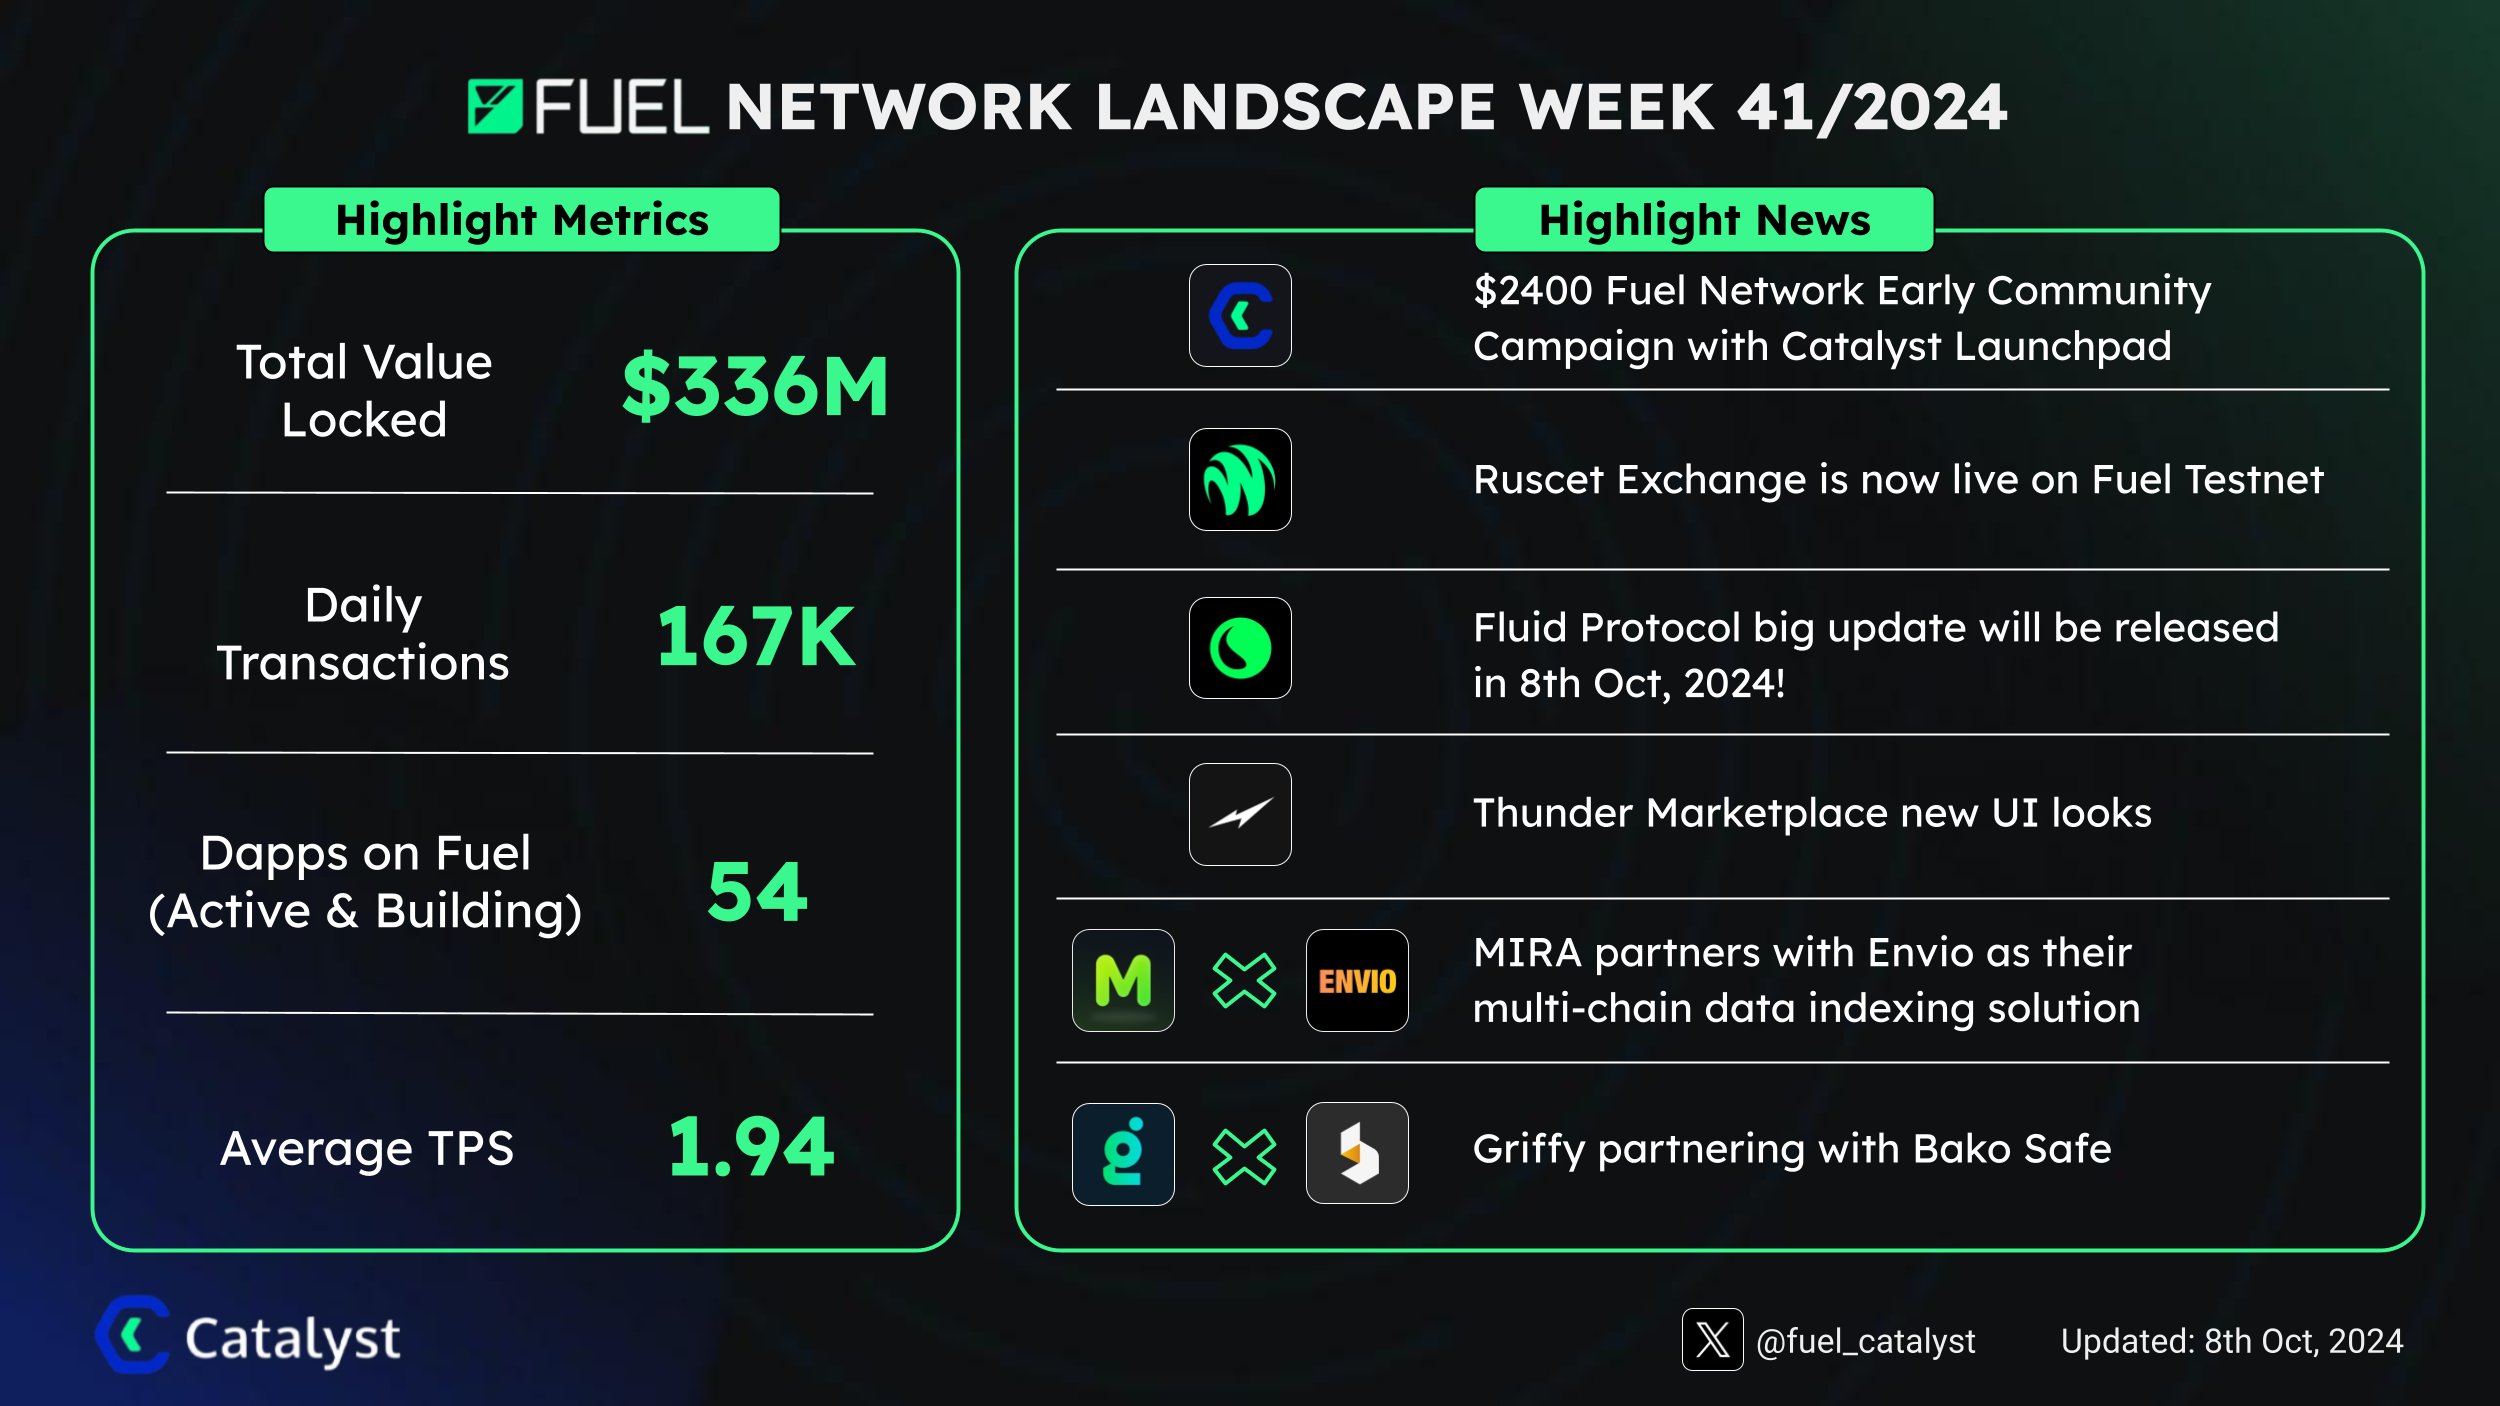 FUEL NETWORK LANDSCAPE WEEK 41/2024
Highlight Metrics
Total Value
Locked
$336M
Daily
Transactions
167K
Dapps on Fuel
(Active & Building)
54
Average TPS
1.94
Highlight News
$2400 Fuel Network Early Community
Campaign with Catalyst Launchpad
Ruscet Exchange is now live on Fuel Testnet
Fluid Protocol big update will be released
in 8th Oct, 2024!
Thunder Marketplace new UI looks
M
ENVIO
MIRA partners with Envio as their
multi-chain data indexing solution
Griffy partnering with Bako Safe
Catalyst
@fuel_catalyst
Updated: 8th Oct, 2024